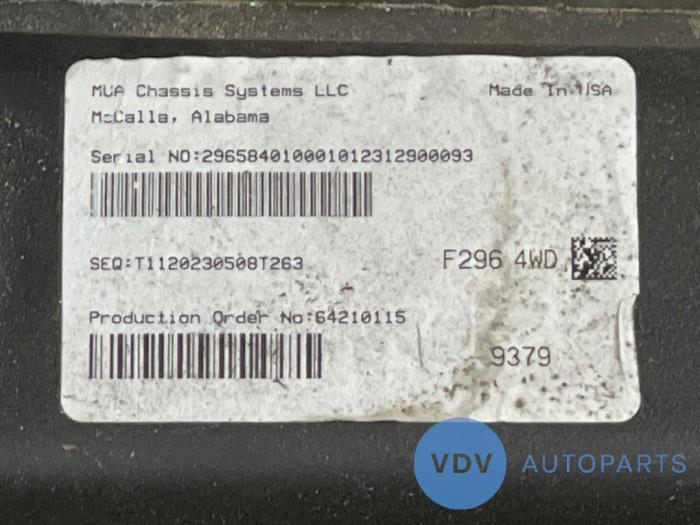 MUA Chassis Systems LLC
Made In USA
McCalla, Alabama
Serial NO:296584010001012312900093
SEQ:T1120230508T263
F296 4WD
Production Order No:64210115
9379
VDV AUTOPARTS